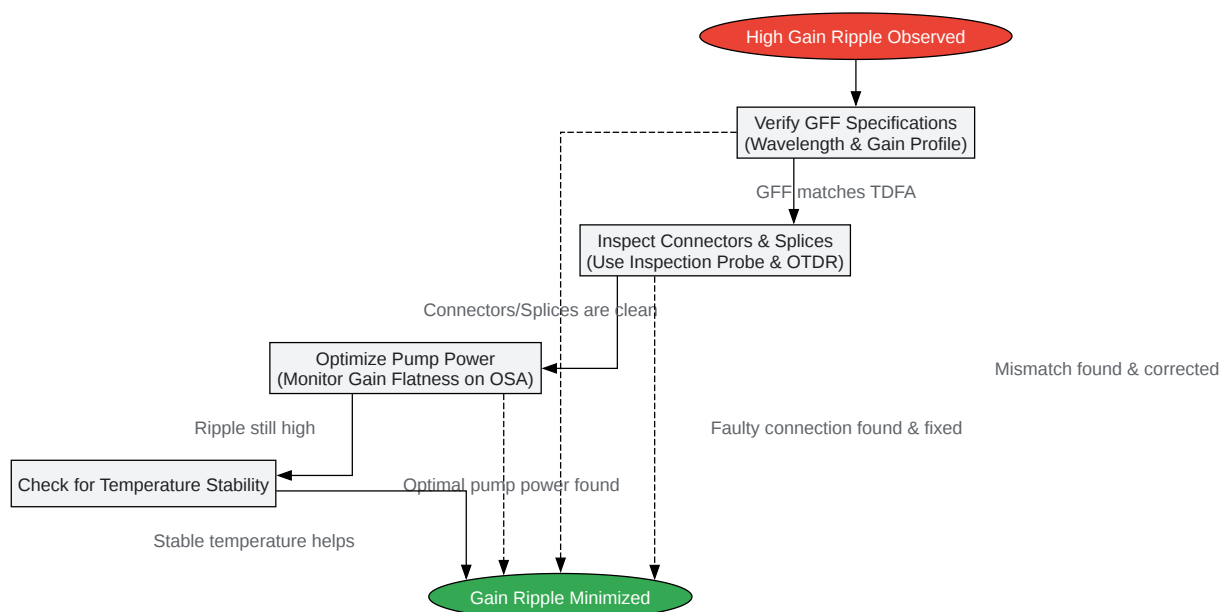 High Gain Ripple Observed
Verify GFF Specifications
(Wavelength & Gain Profile)
GFF matches TDFA
Inspect Connectors & Splices
(Use Inspection Probe & OTDR)
Connectors/Splices are clean
Optimize Pump Power
(Monitor Gain Flatness on OSA)
Mismatch found & corrected
Ripple still high
Faulty connection found & fixed
Check for Temperature Stability
Optimal pump power found
Stable temperature helps
Gain Ripple Minimized